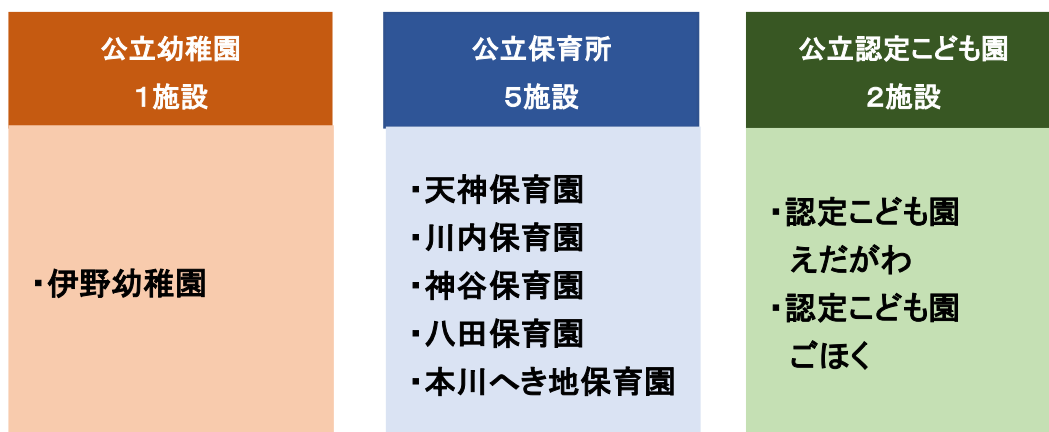 公立幼稚園
１施設
・伊野幼稚園
公立保育所
５施設
・天神保育園
・川内保育園
・神谷保育園
・八田保育園
・本川へき地保育園
公立認定こども園
２施設
・認定こども園
えだがわ
・認定こども園
ごほく